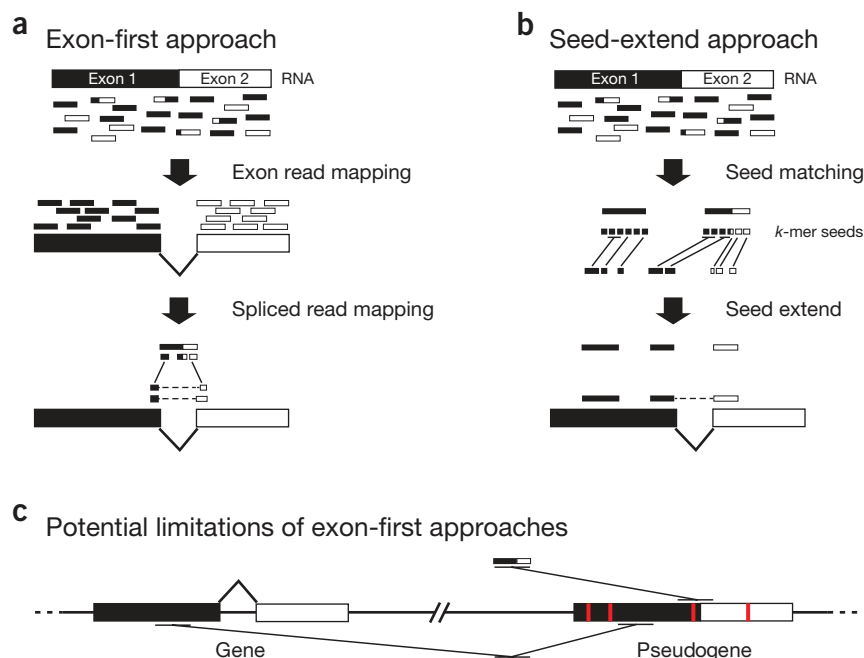 a
Exon-first approach
Exon 1 Exon 2 RNA
Exon read mapping
Spliced read mapping
b
Seed-extend approach
Exon 1 Exon 2 RNA
Seed matching
k-mer seeds
Seed extend
c
Potential limitations of exon-first approaches
Gene
Pseudogene